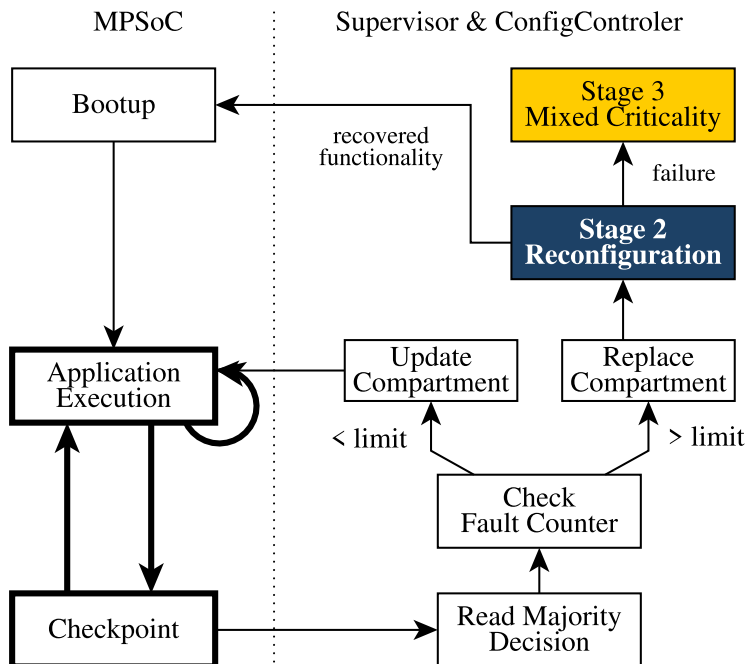 MPSoC
Supervisor & ConfigControler
Bootup
Stage 3
Mixed Criticality
recovered
functionality
failure
Stage 2
Reconfiguration
Application
Execution
Update
Compartment
Replace
Compartment
< limit
> limit
Check
Fault Counter
Checkpoint
Read Majority
Decision